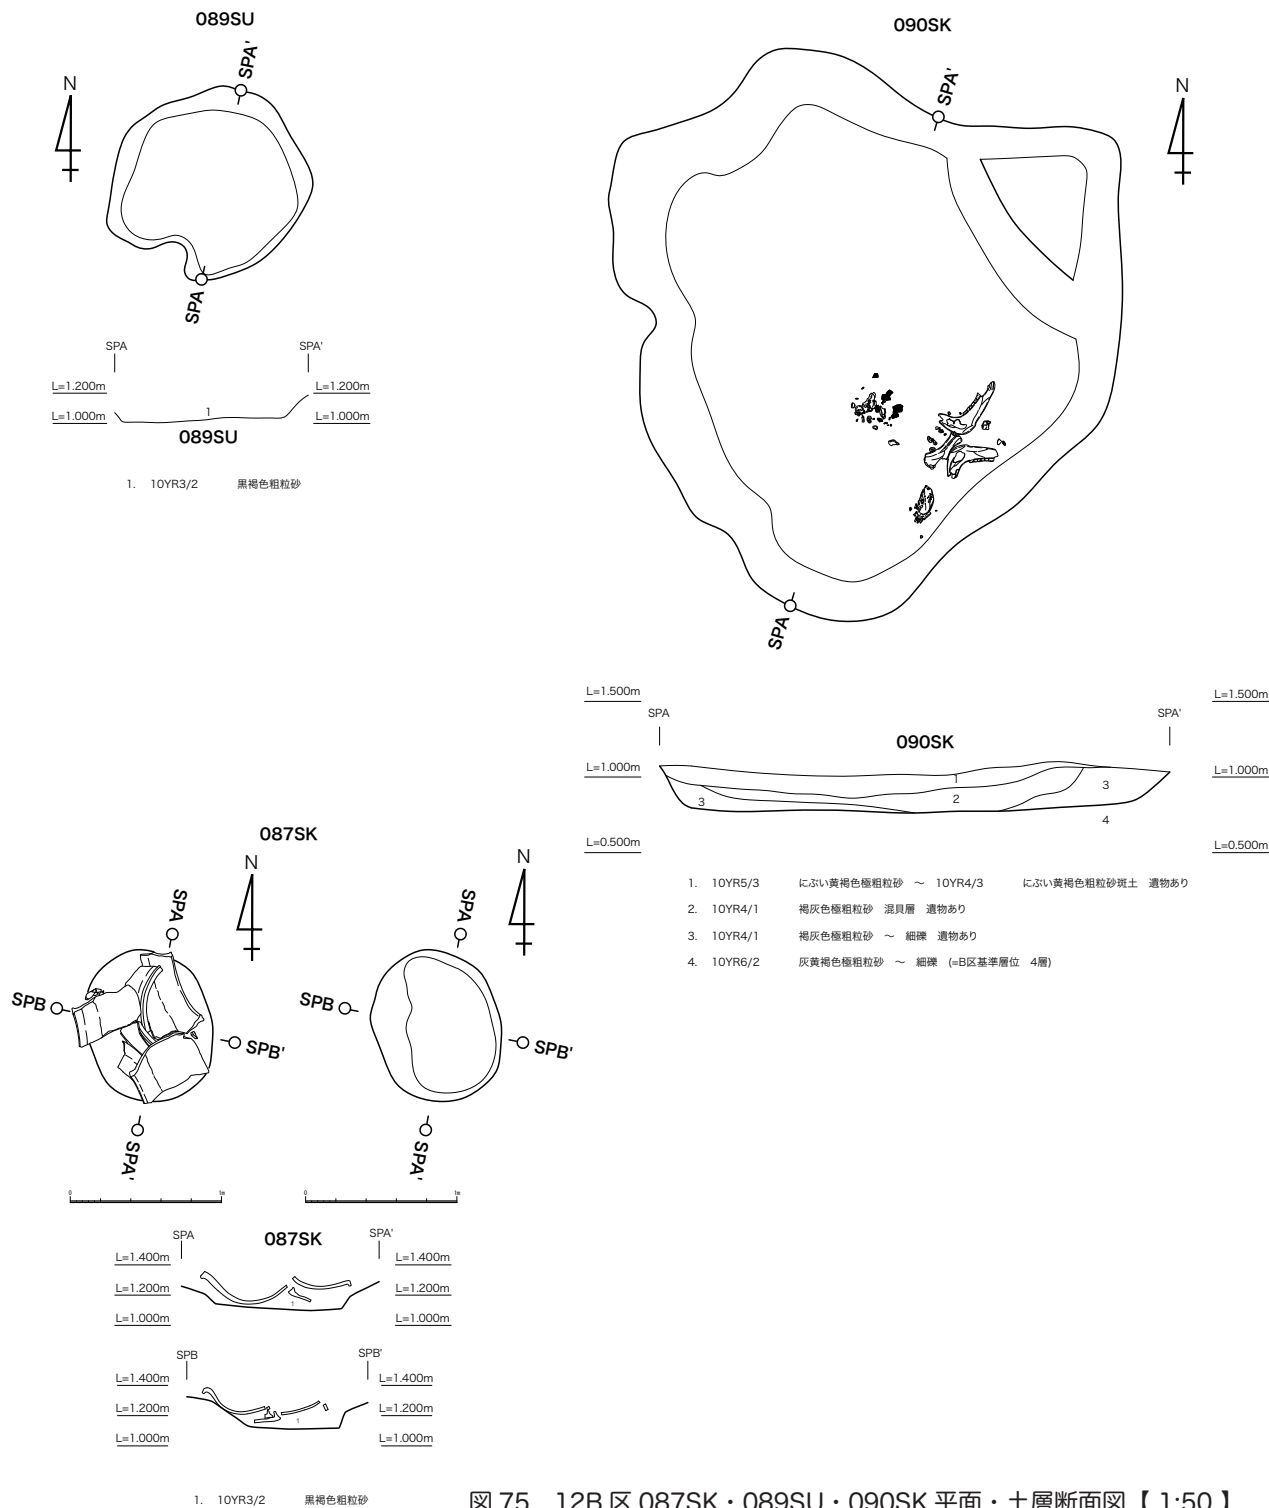 089SU
SPA'
N
SPA
SPA
SPA'
L=1.200m
L=1.200m
L=1.000m
1
L=1.000m
089SU
1. 10YR3/2 黒褐色粗粒砂
090SK
SPA'
N
SPA
L=1.500m
L=1.500m
SPA
SPA'
090SK
L=1.000m
L=1.000m
1
2
3
3
4
L=0.500m
L=0.500m
1. 10YR5/3 にぶい黄褐色極粗粒砂 ～ 10YR4/3 にぶい黄褐色粗粒砂斑土 遺物あり
2. 10YR4/1 褐灰色極粗粒砂 混貝層 遺物あり
3. 10YR4/1 褐灰色極粗粒砂 ～ 細礫 遺物あり
4. 10YR6/2 灰黄褐色極粗粒砂 ～ 細礫 (=B区基準層位 4層)
087SK
N
N
SPA
SPB
SPB'
SPA'
SPA
SPB
SPB'
SPA'
0 1m
0 1m
SPA
087SK
SPA'
L=1.400m
L=1.400m
L=1.200m
L=1.200m
1
L=1.000m
L=1.000m
SPB
SPB'
L=1.400m
L=1.400m
L=1.200m
L=1.200m
1
L=1.000m
L=1.000m
1. 10YR3/2 黒褐色粗粒砂
図 75 12B 区 087SK・089SU・090SK 平面・土層断面図【 1:50 】